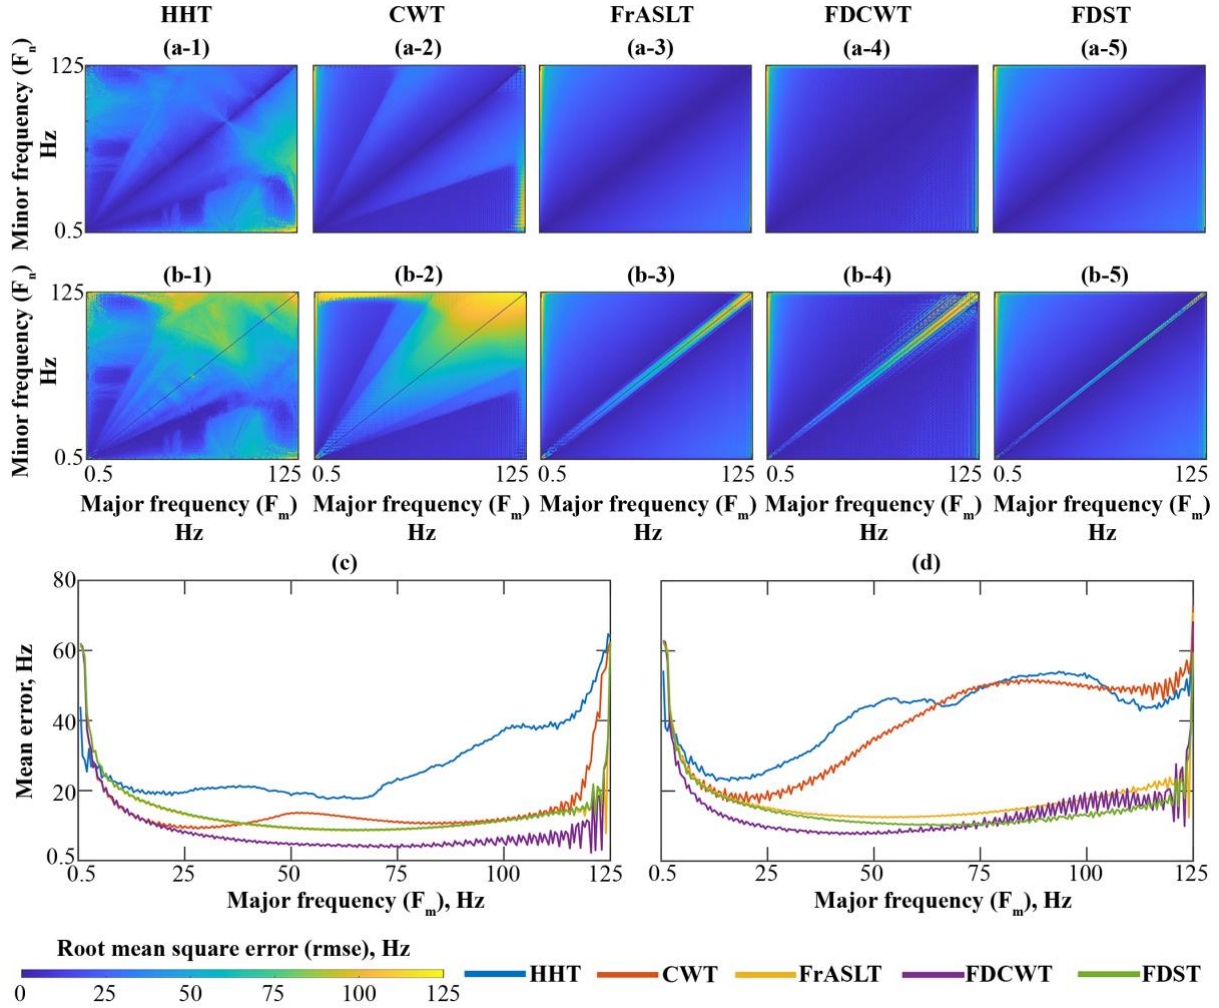 HHT CWT FrASLT FDCWT FDST
(a-1) (a-2) (a-3) (a-4) (a-5)
Minor frequency (Fn)
Hz
125
0.5
(b-1) (b-2) (b-3) (b-4) (b-5)
Minor frequency (Fn)
Hz
125
0.5
0.5 125 0.5 125 0.5 125 0.5 125 0.5 125
Major frequency (Fm) Major frequency (Fm) Major frequency (Fm) Major frequency (Fm) Major frequency (Fm)
Hz Hz Hz Hz Hz
(c) (d)
Mean error, Hz
80
60
40
20
0.5
0.5 25 50 75 100 125 0.5 25 50 75 100 125
Major frequency (Fm), Hz Major frequency (Fm), Hz
Root mean square error (rmse), Hz
0 25 50 75 100 125
HHT CWT FrASLT FDCWT FDST